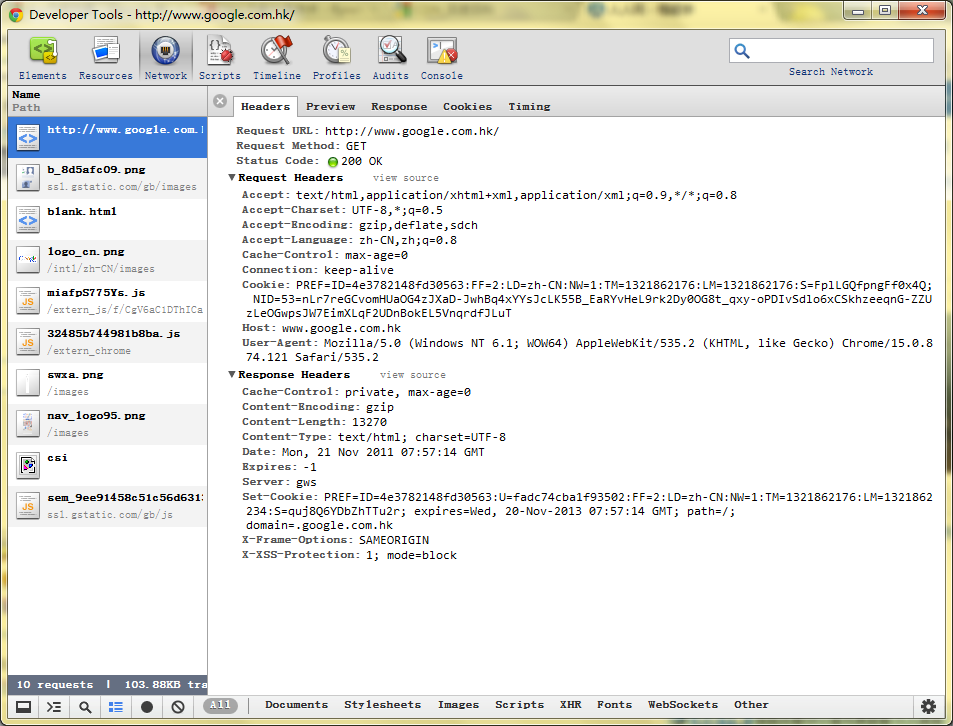 Developer Tools - http://www.google.com.hk/
Elements Resources Network Scripts Timeline Profiles Audits Console
Search Network
Name
Path
Headers Preview Response Cookies Timing
http://www.google.com.
b_8d5afc09.png
ssl.gstatic.com/gb/images
blank.html
logo_cn.png
/intl/zh-CN/images
miafpS775Ys.js
/extern_js/f/CgV6aC1DThICa
32485b744981b8ba.js
/extern_chrome
swxa.png
/images
nav_logo95.png
/images
csi
sem_9ee91458c51c56d631
ssl.gstatic.com/gb/js
10 requests | 103.88KB tra
Request URL: http://www.google.com.hk/
Request Method: GET
Status Code: 200 OK
Request Headers view source
Accept: text/html,application/xhtml+xml,application/xml;q=0.9,*/*;q=0.8
Accept-Charset: UTF-8,*;q=0.5
Accept-Encoding: gzip,deflate,sdch
Accept-Language: zh-CN,zh;q=0.8
Cache-Control: max-age=0
Connection: keep-alive
Cookie: PREF=ID=4e3782148fd30563:FF=2:LD=zh-CN:NW=1:TM=1321862176:LM=1321862176:S=FplLGQfpngFf0x4Q;
NID=53=nLr7reGCvomHUaOG4zJXaD-JwhBq4xYYsJcLK55B_EaRYvHeL9rk2Dy0OG8t_qxy-oPDIvSdlo6xCSkhzeeqnG-ZZU
zLeOGwpsJW7EimXLqF2UDnBokEL5VnqrdfJLuT
Host: www.google.com.hk
User-Agent: Mozilla/5.0 (Windows NT 6.1; WOW64) AppleWebKit/535.2 (KHTML, like Gecko) Chrome/15.0.8
74.121 Safari/535.2
Response Headers view source
Cache-Control: private, max-age=0
Content-Encoding: gzip
Content-Length: 13270
Content-Type: text/html; charset=UTF-8
Date: Mon, 21 Nov 2011 07:57:14 GMT
Expires: -1
Server: gws
Set-Cookie: PREF=ID=4e3782148fd30563:U=fadc74cba1f93502:FF=2:LD=zh-CN:NW=1:TM=1321862176:LM=1321862
234:S=quj8Q6YDbZhTTu2r; expires=Wed, 20-Nov-2013 07:57:14 GMT; path=/;
domain=.google.com.hk
X-Frame-Options: SAMEORIGIN
X-XSS-Protection: 1; mode=block
All Documents Stylesheets Images Scripts XHR Fonts WebSockets Other